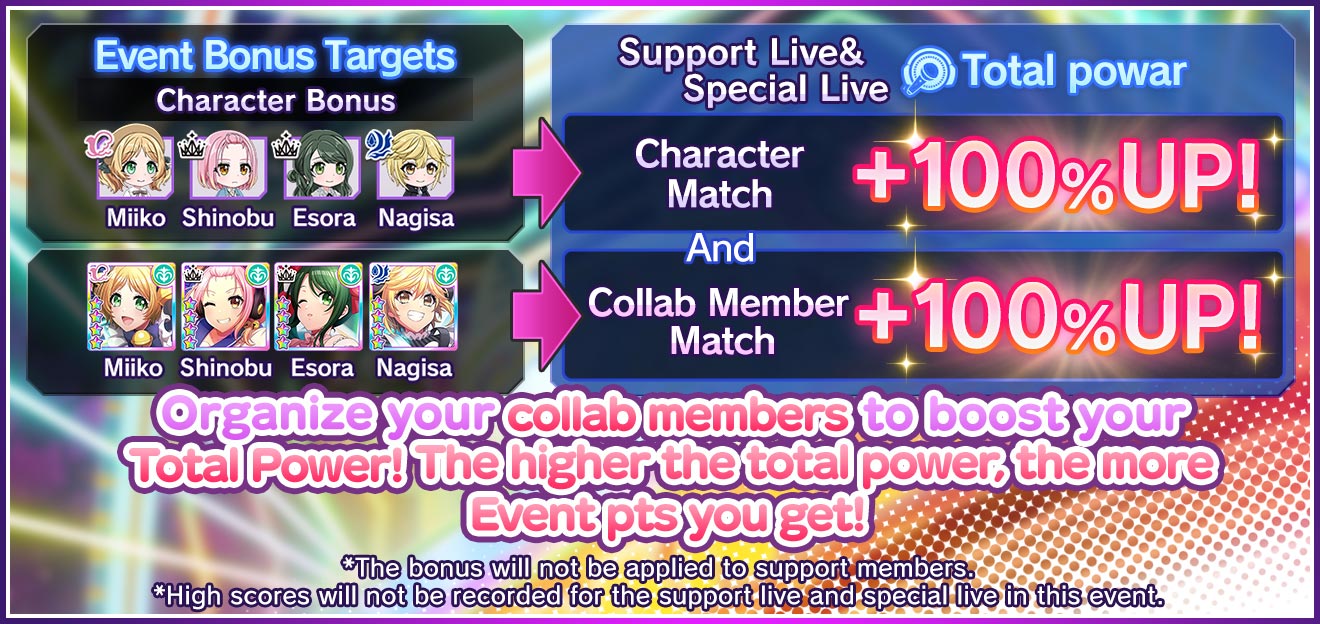 Event Bonus Targets
Character Bonus
Miiko Shinobu Esora Nagisa
Miiko Shinobu Esora Nagisa
Support Live&
Special Live
Total powar
Character
Match
+100%UP!
And
Collab Member
Match
+100%UP!
Organize your collab members to boost your
Total Power! The higher the total power, the more
Event pts you get!
*The bonus will not be applied to support members.
*High scores will not be recorded for the support live and special live in this event.